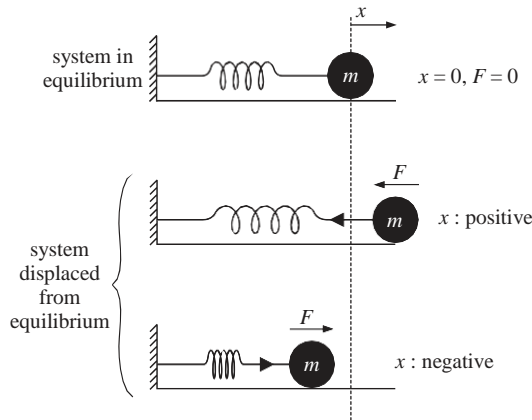 x
system in
equilibrium
m
x = 0, F = 0
F
m
x : positive
system
displaced
from
equilibrium
F
m
x : negative